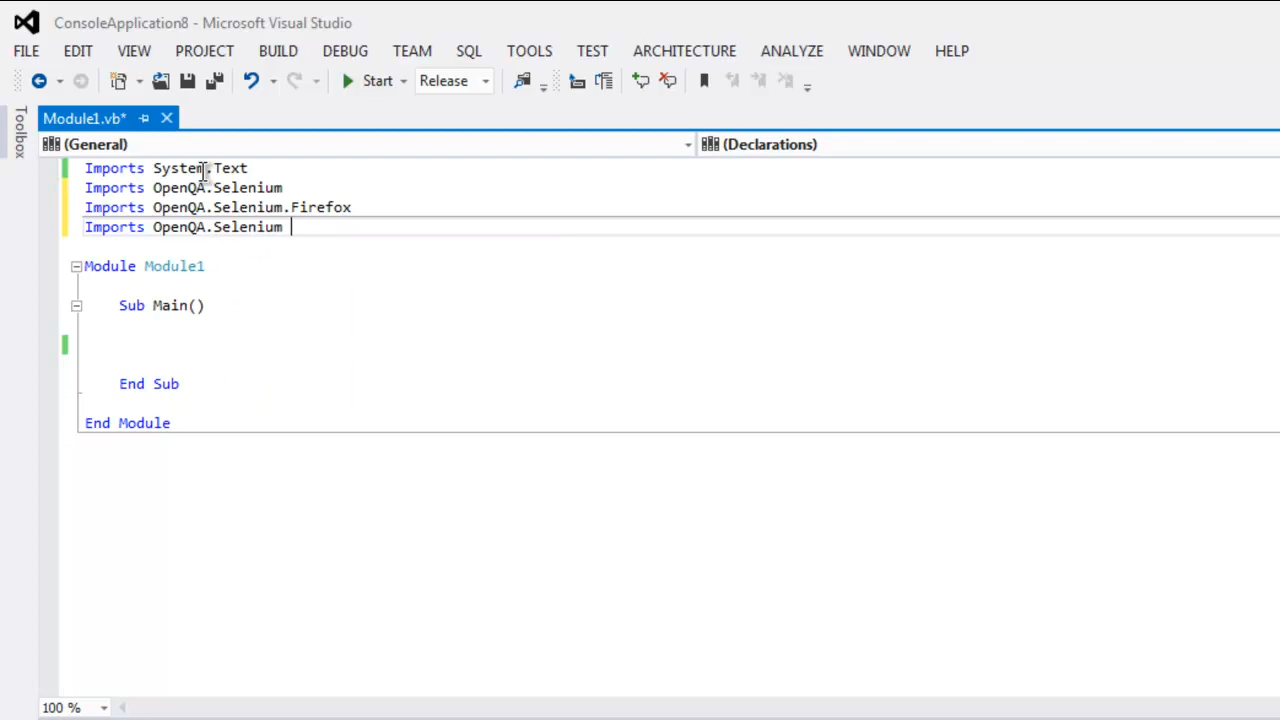 ConsoleApplication8 - Microsoft Visual Studio
FILE EDIT VIEW PROJECT BUILD DEBUG TEAM SQL TOOLS TEST ARCHITECTURE ANALYZE WINDOW HELP
Start Release
Toolbox
Module1.vb*
(General) (Declarations)
Imports System.Text
Imports OpenQA.Selenium
Imports OpenQA.Selenium.Firefox
Imports OpenQA.Selenium
Module Module1
Sub Main()
End Sub
End Module
100 %